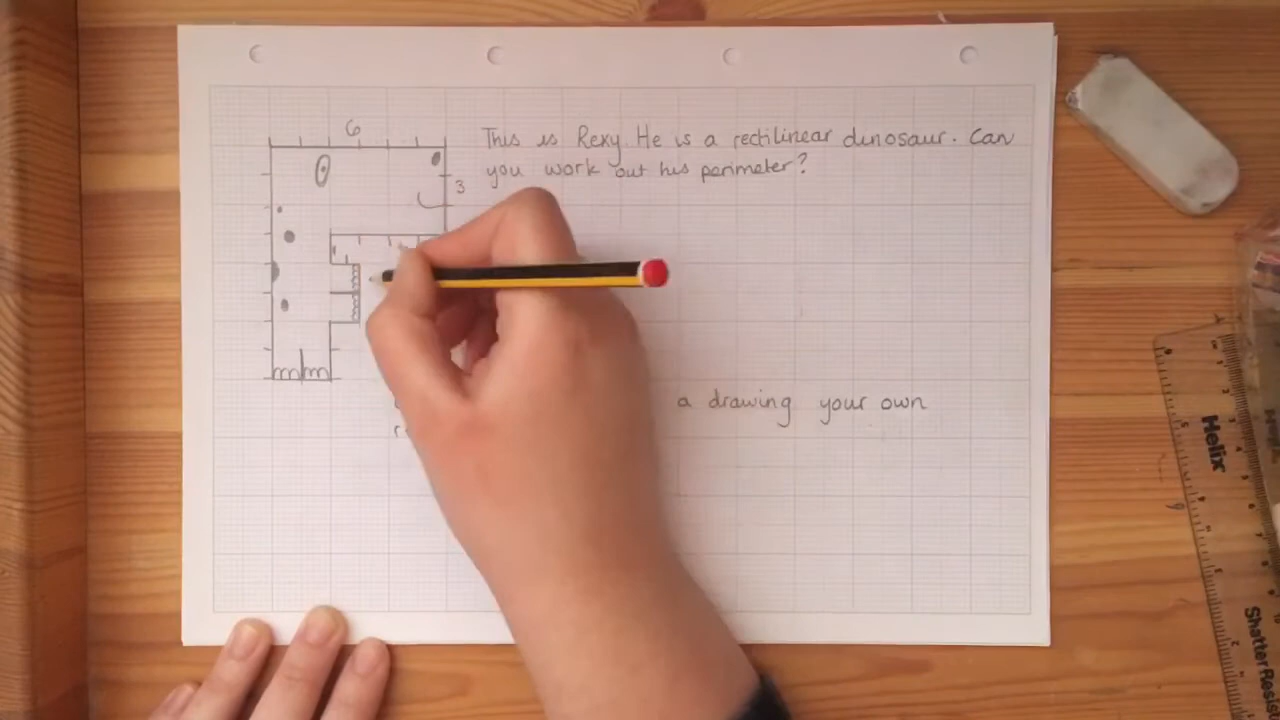 6
This is Rexy. He is a rectilinear dinosaur. Can
you work out his perimeter?
3
a drawing your own
Helix